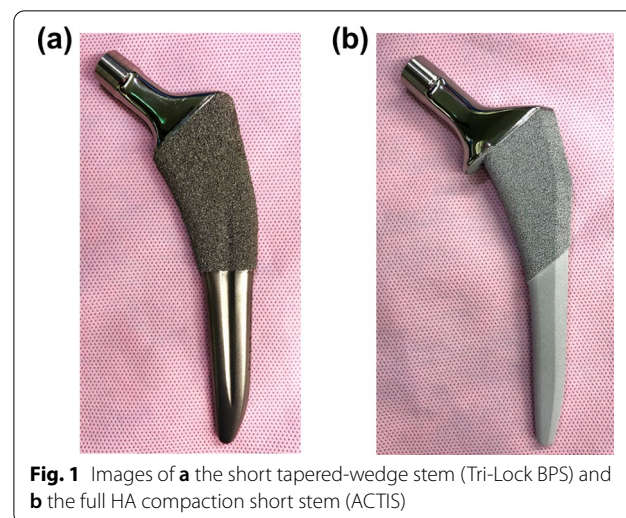 (a)
(b)
Fig. 1 Images of a the short tapered-wedge stem (Tri-Lock BPS) and
b the full HA compaction short stem (ACTIS)